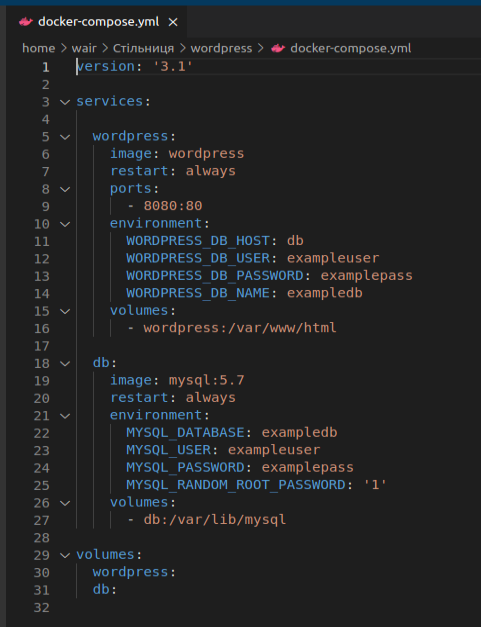 docker-compose.yml ×
home > wair > Стільниця > wordpress > docker-compose.yml
1 version: '3.1'
2
3 services:
4
5   wordpress:
6     image: wordpress
7     restart: always
8     ports:
9       - 8080:80
10     environment:
11       WORDPRESS_DB_HOST: db
12       WORDPRESS_DB_USER: exampleuser
13       WORDPRESS_DB_PASSWORD: examplepass
14       WORDPRESS_DB_NAME: exampledb
15     volumes:
16       - wordpress:/var/www/html
17
18   db:
19     image: mysql:5.7
20     restart: always
21     environment:
22       MYSQL_DATABASE: exampledb
23       MYSQL_USER: exampleuser
24       MYSQL_PASSWORD: examplepass
25       MYSQL_RANDOM_ROOT_PASSWORD: '1'
26     volumes:
27       - db:/var/lib/mysql
28
29 volumes:
30   wordpress:
31   db:
32